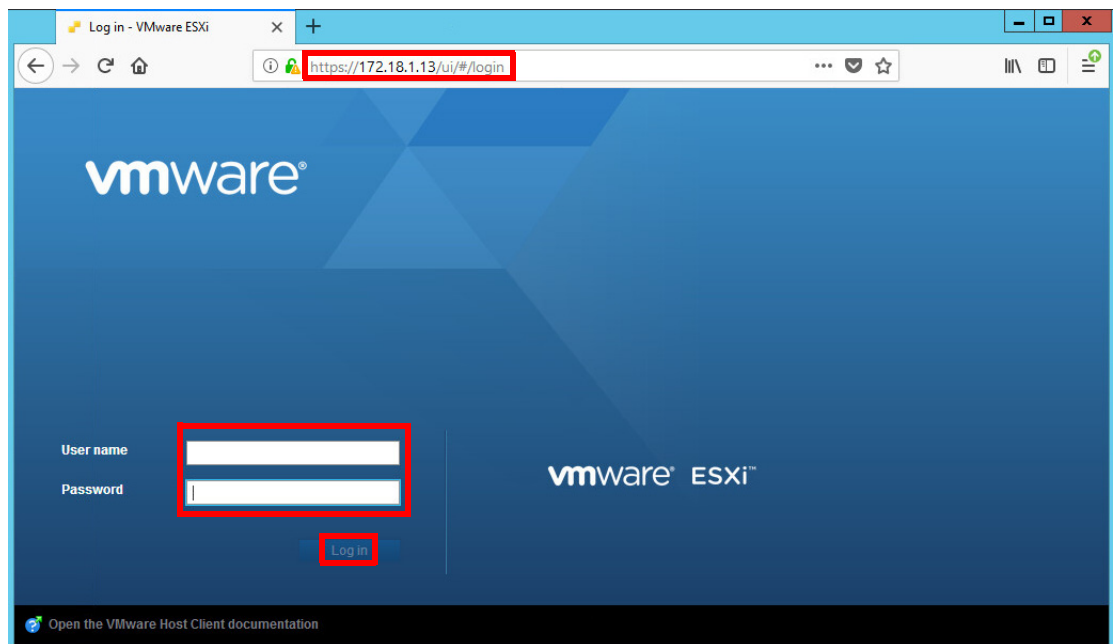 Log in - VMware ESXi
https://172.18.1.13/ui/#/login
vmware®
User name
Password
Log in
vmware® ESXi™
Open the VMware Host Client documentation